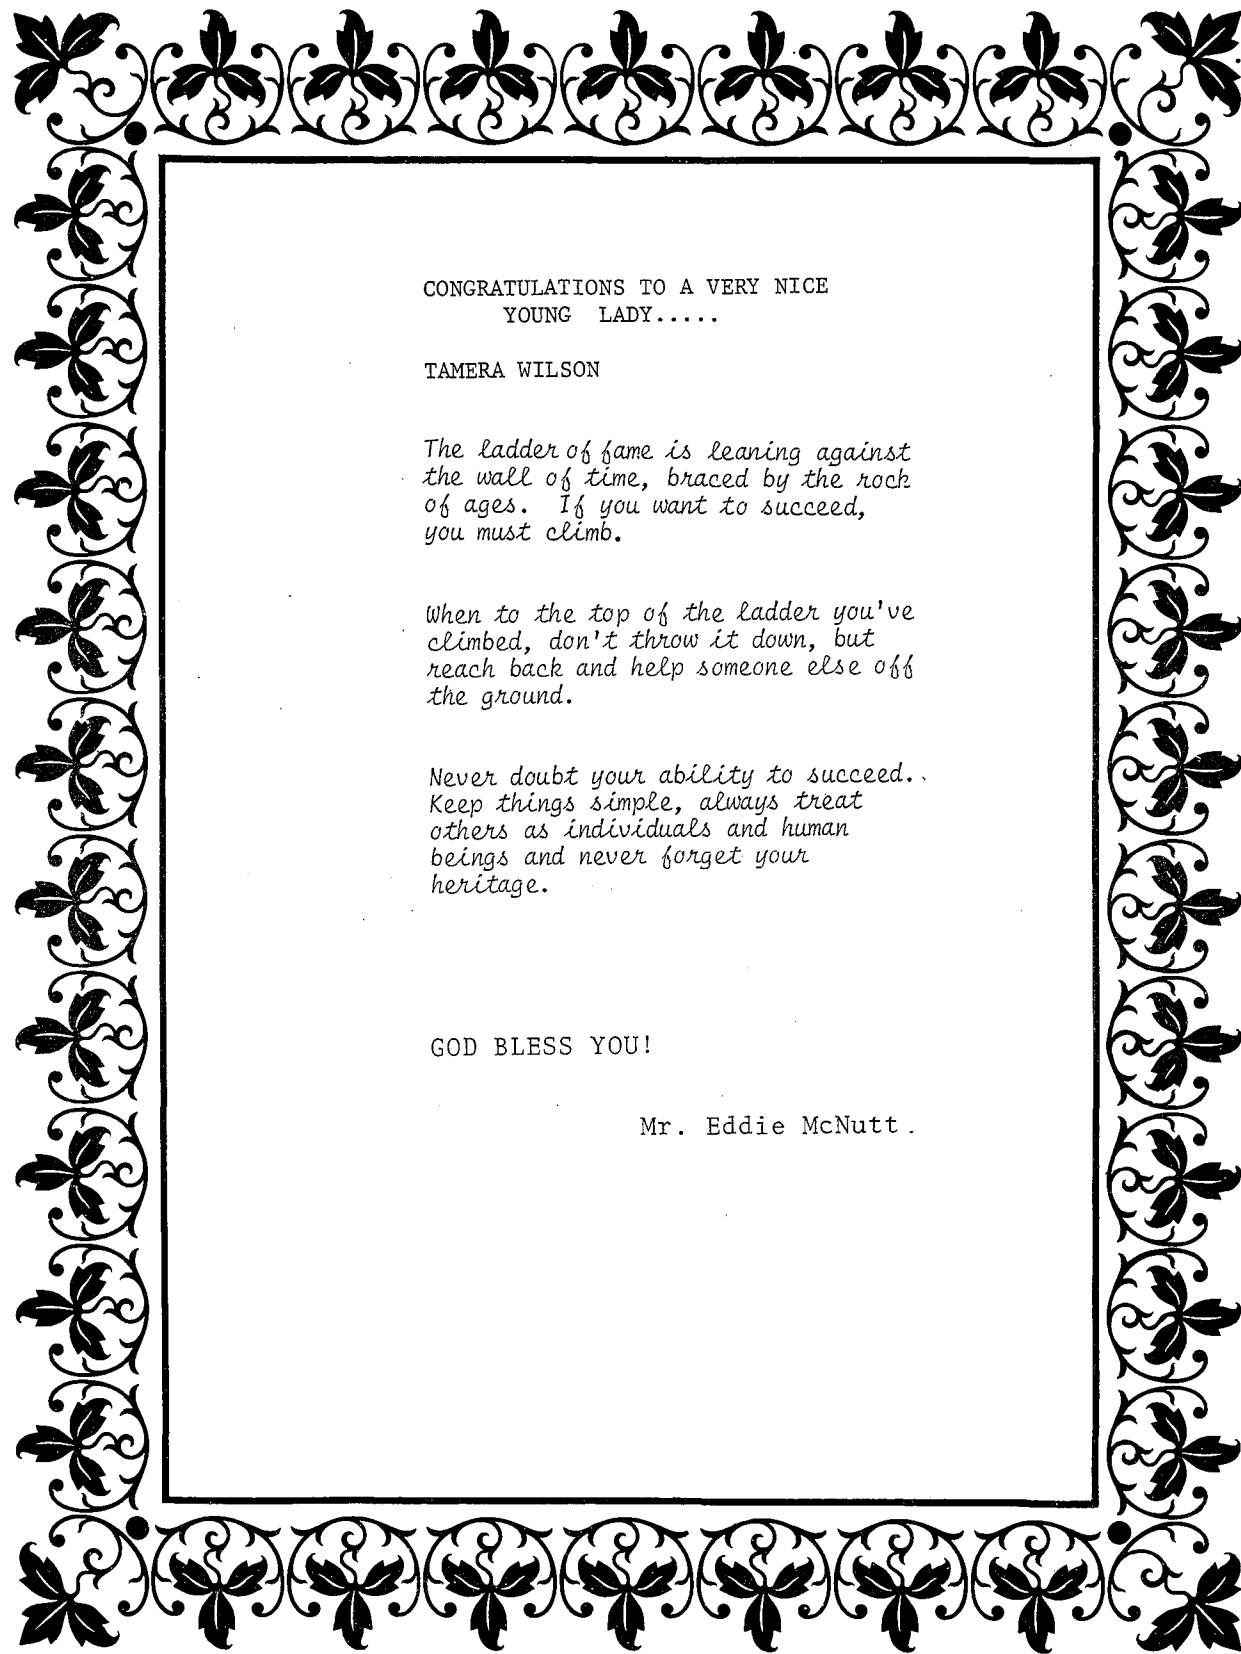 CONGRATULATIONS TO A VERY NICE
YOUNG LADY.....
TAMERA WILSON
The ladder of fame is leaning against
the wall of time, braced by the rock
of ages. If you want to succeed,
you must climb.
When to the top of the ladder you've
climbed, don't throw it down, but
reach back and help someone else off
the ground.
Never doubt your ability to succeed.
Keep things simple, always treat
others as individuals and human
beings and never forget your
heritage.
GOD BLESS YOU!
Mr. Eddie McNutt.